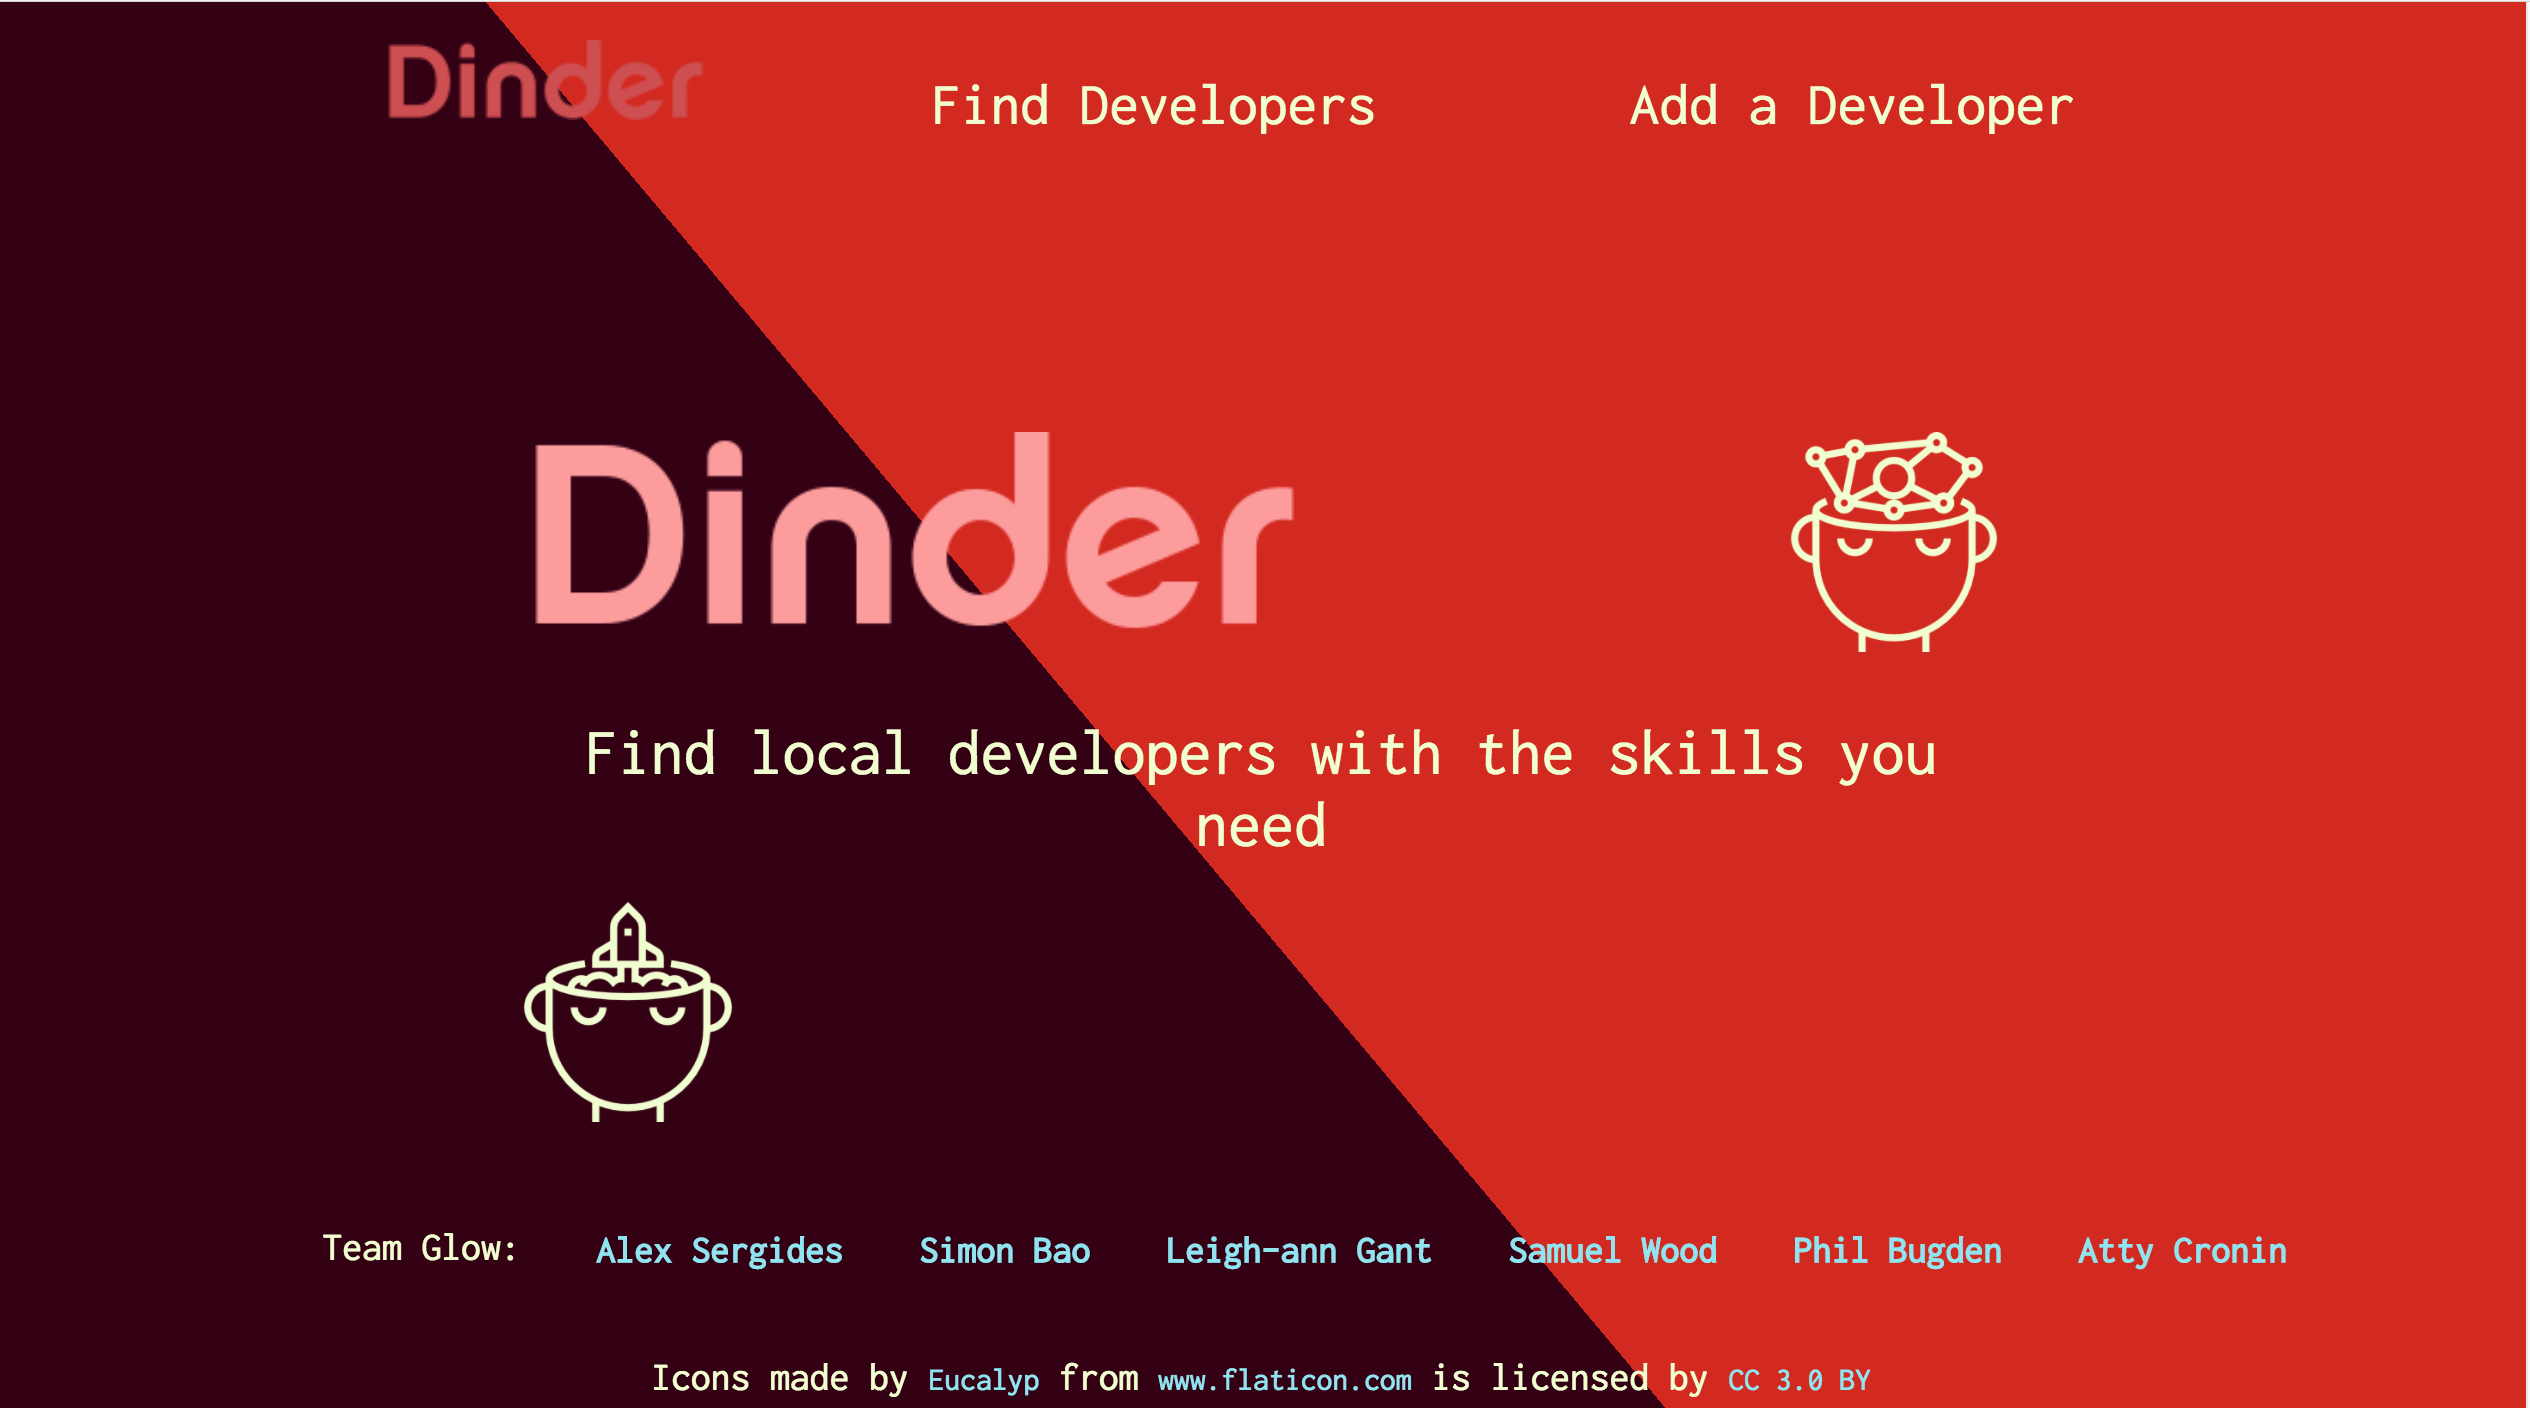 Dinder
Find Developers
Add a Developer
Dinder
Find local developers with the skills you
need
Team Glow: Alex Sergides Simon Bao Leigh-ann Gant Samuel Wood Phil Bugden Atty Cronin
Icons made by Eucalyp from www.flaticon.com is licensed by CC 3.0 BY